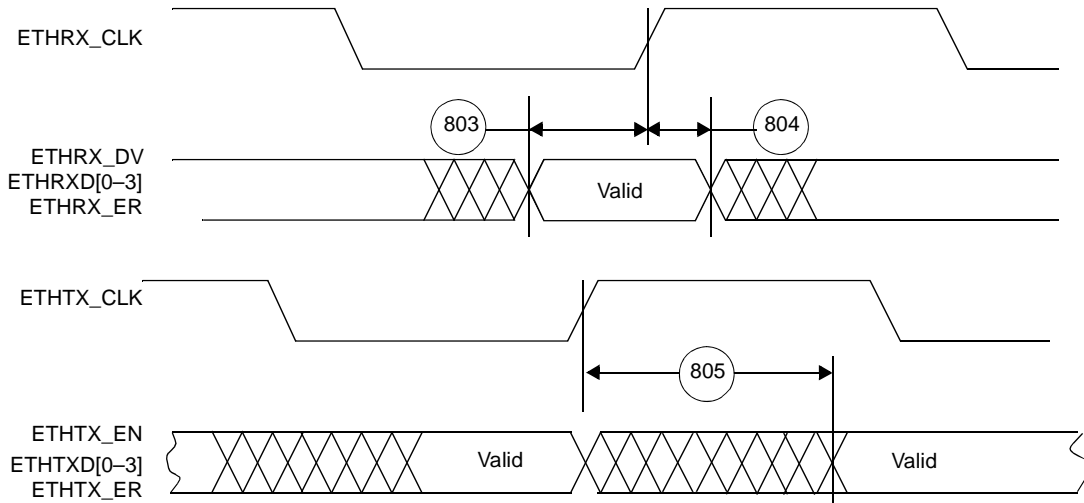 ETHRX_CLK
803
804
ETHRX_DV
ETHRXD[0–3]
Valid
ETHRX_ER
ETHTX_CLK
805
ETHTX_EN
ETHTXD[0–3]
Valid
Valid
ETHTX_ER